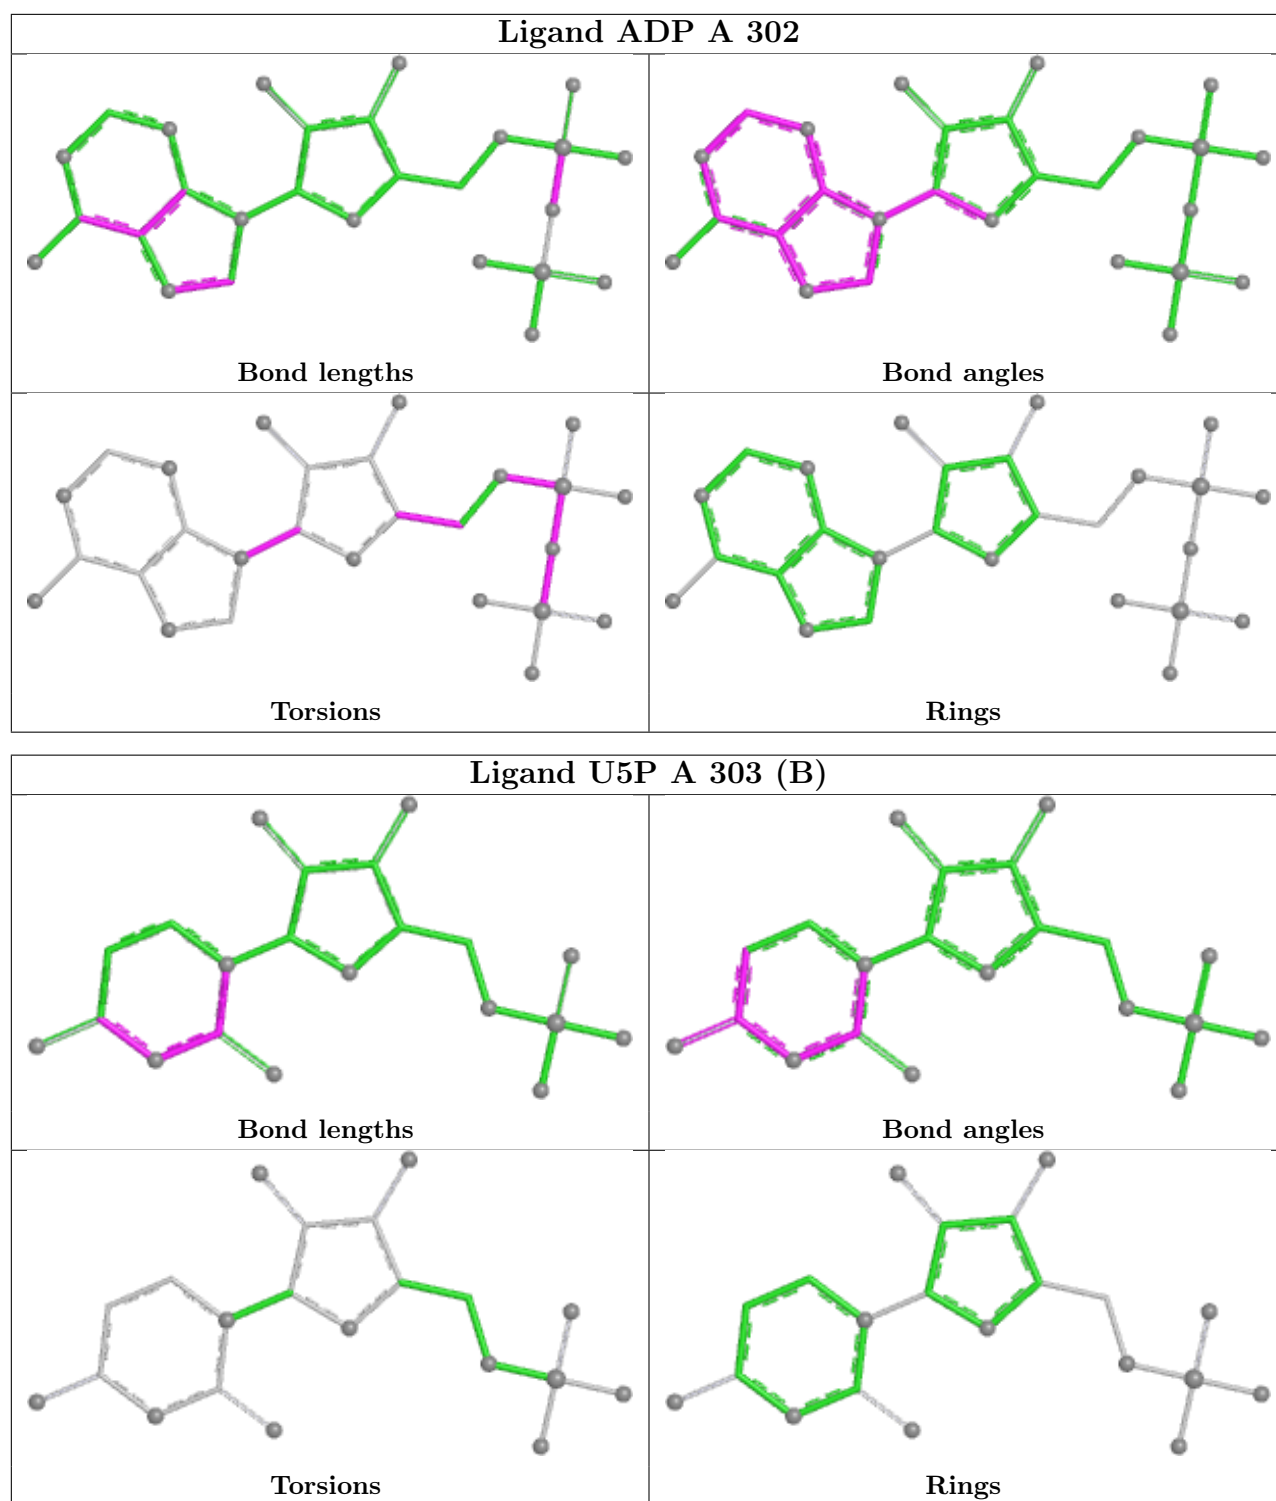 Ligand ADP A 302
Bond lengths
Bond angles
Torsions
Rings
Ligand U5P A 303 (B)
Bond lengths
Bond angles
Torsions
Rings